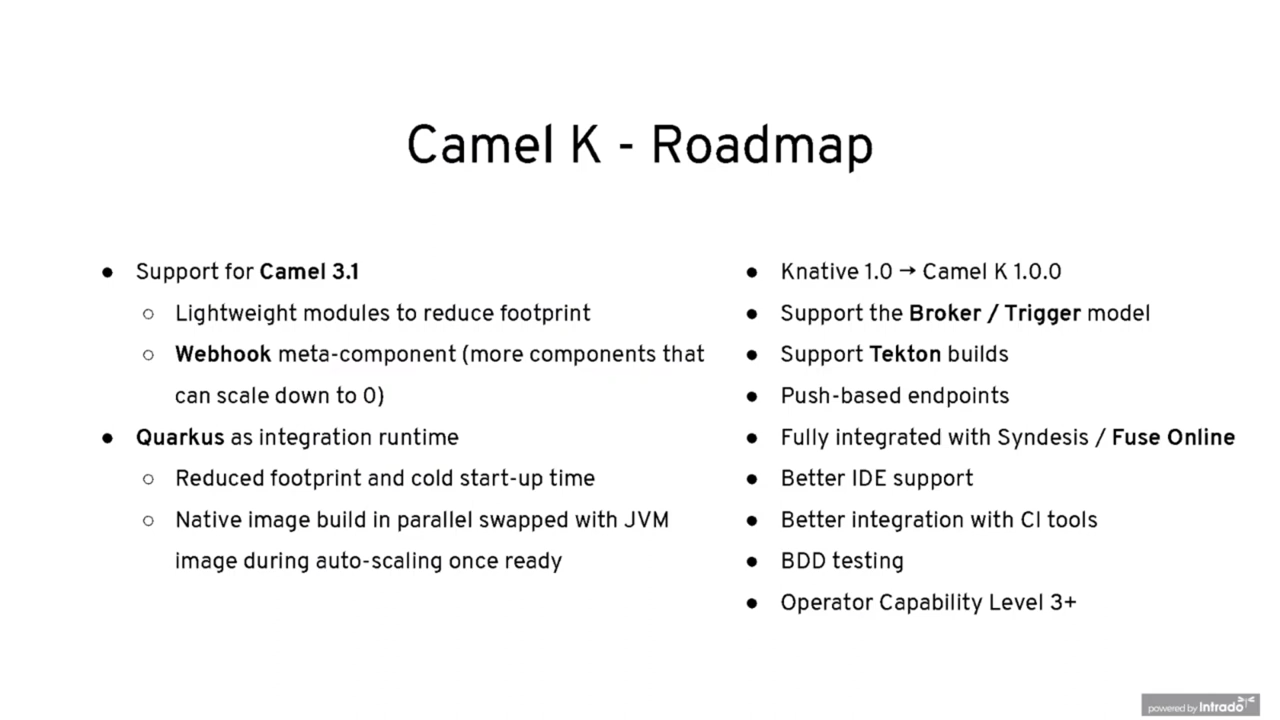 Camel K - Roadmap
● Support for Camel 3.1
○ Lightweight modules to reduce footprint
○ Webhook meta-component (more components that
can scale down to 0)
● Quarkus as integration runtime
○ Reduced footprint and cold start-up time
○ Native image build in parallel swapped with JVM
image during auto-scaling once ready
● Knative 1.0 → Camel K 1.0.0
● Support the Broker / Trigger model
● Support Tekton builds
● Push-based endpoints
● Fully integrated with Syndesis / Fuse Online
● Better IDE support
● Better integration with CI tools
● BDD testing
● Operator Capability Level 3+
powered by Intrado